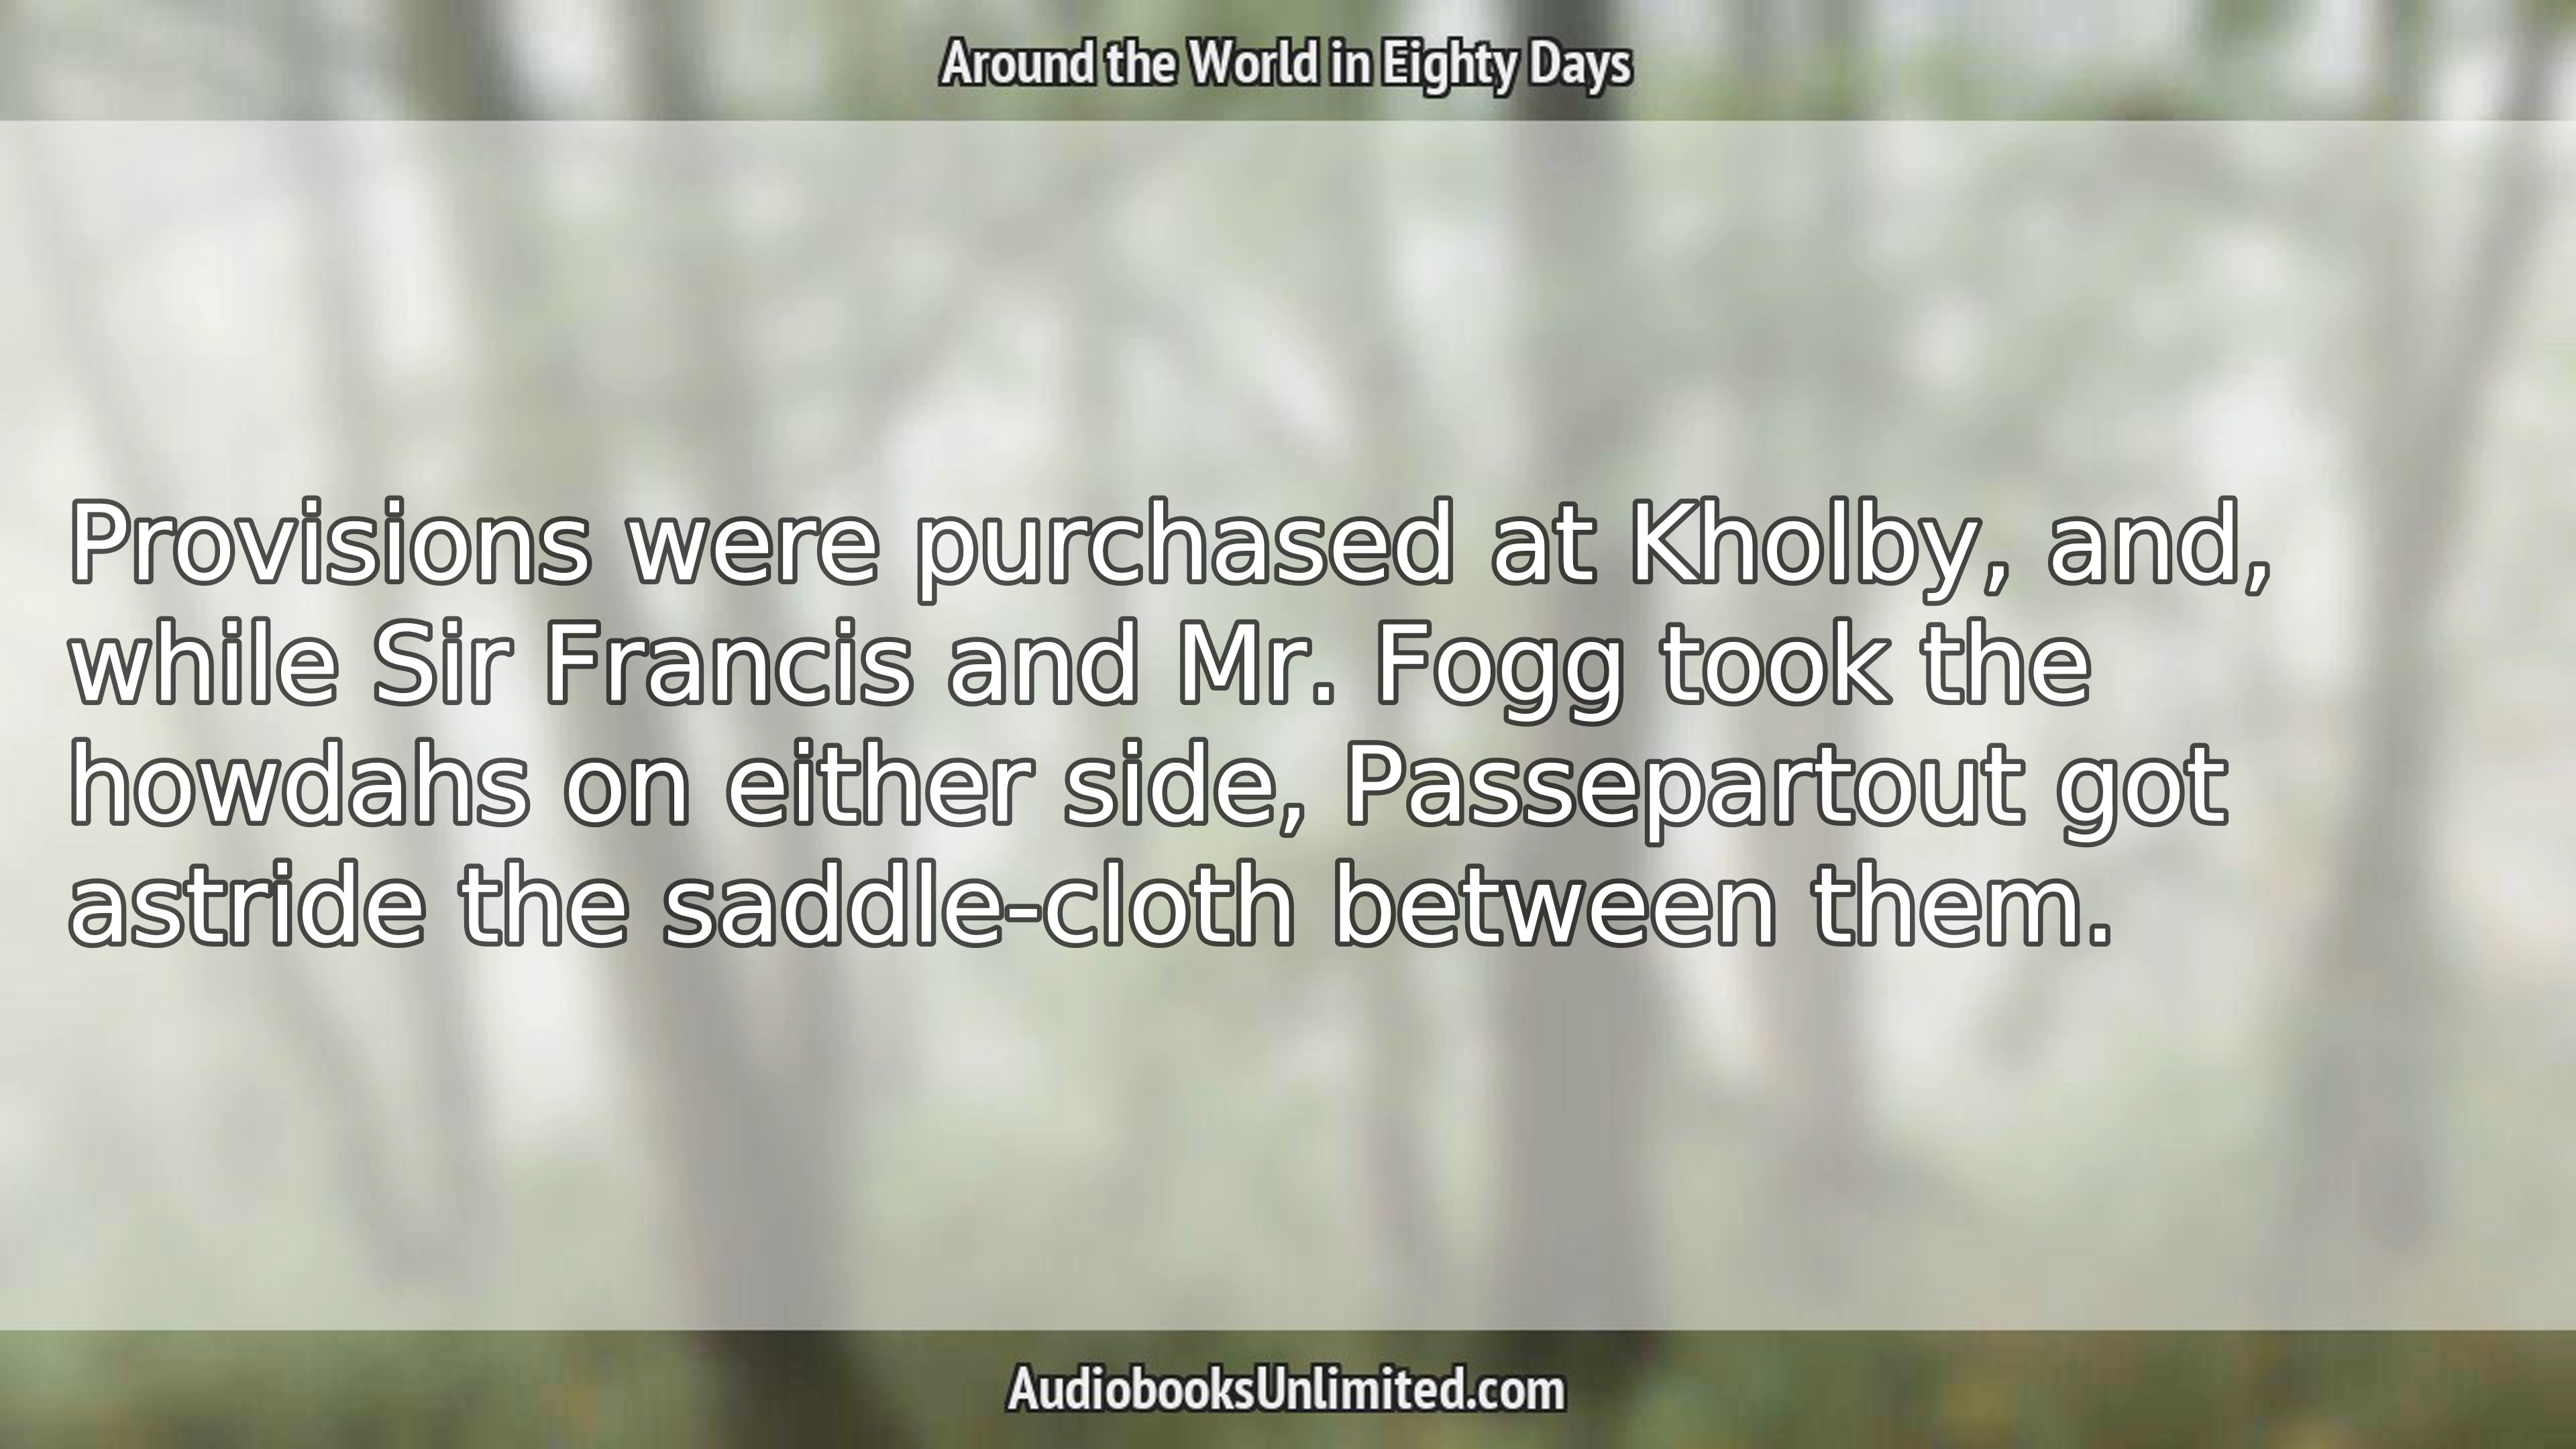 Around the World in Eighty Days
Provisions were purchased at Kholby, and,
while Sir Francis and Mr. Fogg took the
howdahs on either side, Passepartout got
astride the saddle-cloth between them.
AudiobooksUnlimited.com